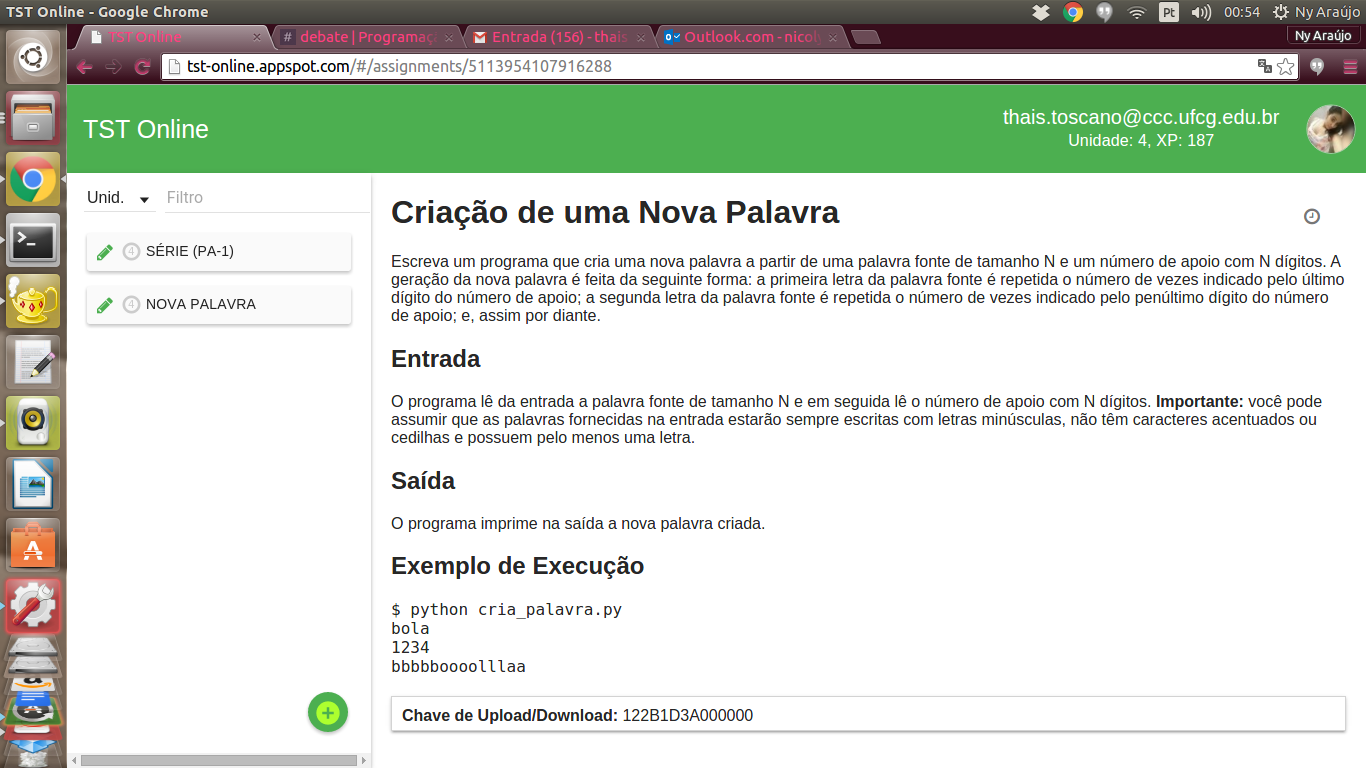 TST Online - Google Chrome
Pt
00:54
Ny Araújo
TST Online
debate | Programaç
Entrada (156) - thais
Outlook.com - nicoly
Ny Araújo
tst-online.appspot.com/#/assignments/5113954107916288
TST Online
thais.toscano@ccc.ufcg.edu.br
Unidade: 4, XP: 187
Unid.
Filtro
4 SÉRIE (PA-1)
4 NOVA PALAVRA
Criação de uma Nova Palavra
Escreva um programa que cria uma nova palavra a partir de uma palavra fonte de tamanho N e um número de apoio com N dígitos. A
geração da nova palavra é feita da seguinte forma: a primeira letra da palavra fonte é repetida o número de vezes indicado pelo último
dígito do número de apoio; a segunda letra da palavra fonte é repetida o número de vezes indicado pelo penúltimo dígito do número
de apoio; e, assim por diante.
Entrada
O programa lê da entrada a palavra fonte de tamanho N e em seguida lê o número de apoio com N dígitos. Importante: você pode
assumir que as palavras fornecidas na entrada estarão sempre escritas com letras minúsculas, não têm caracteres acentuados ou
cedilhas e possuem pelo menos uma letra.
Saída
O programa imprime na saída a nova palavra criada.
Exemplo de Execução
$ python cria_palavra.py
bola
1234
bbbbboooolllaa
Chave de Upload/Download: 122B1D3A000000